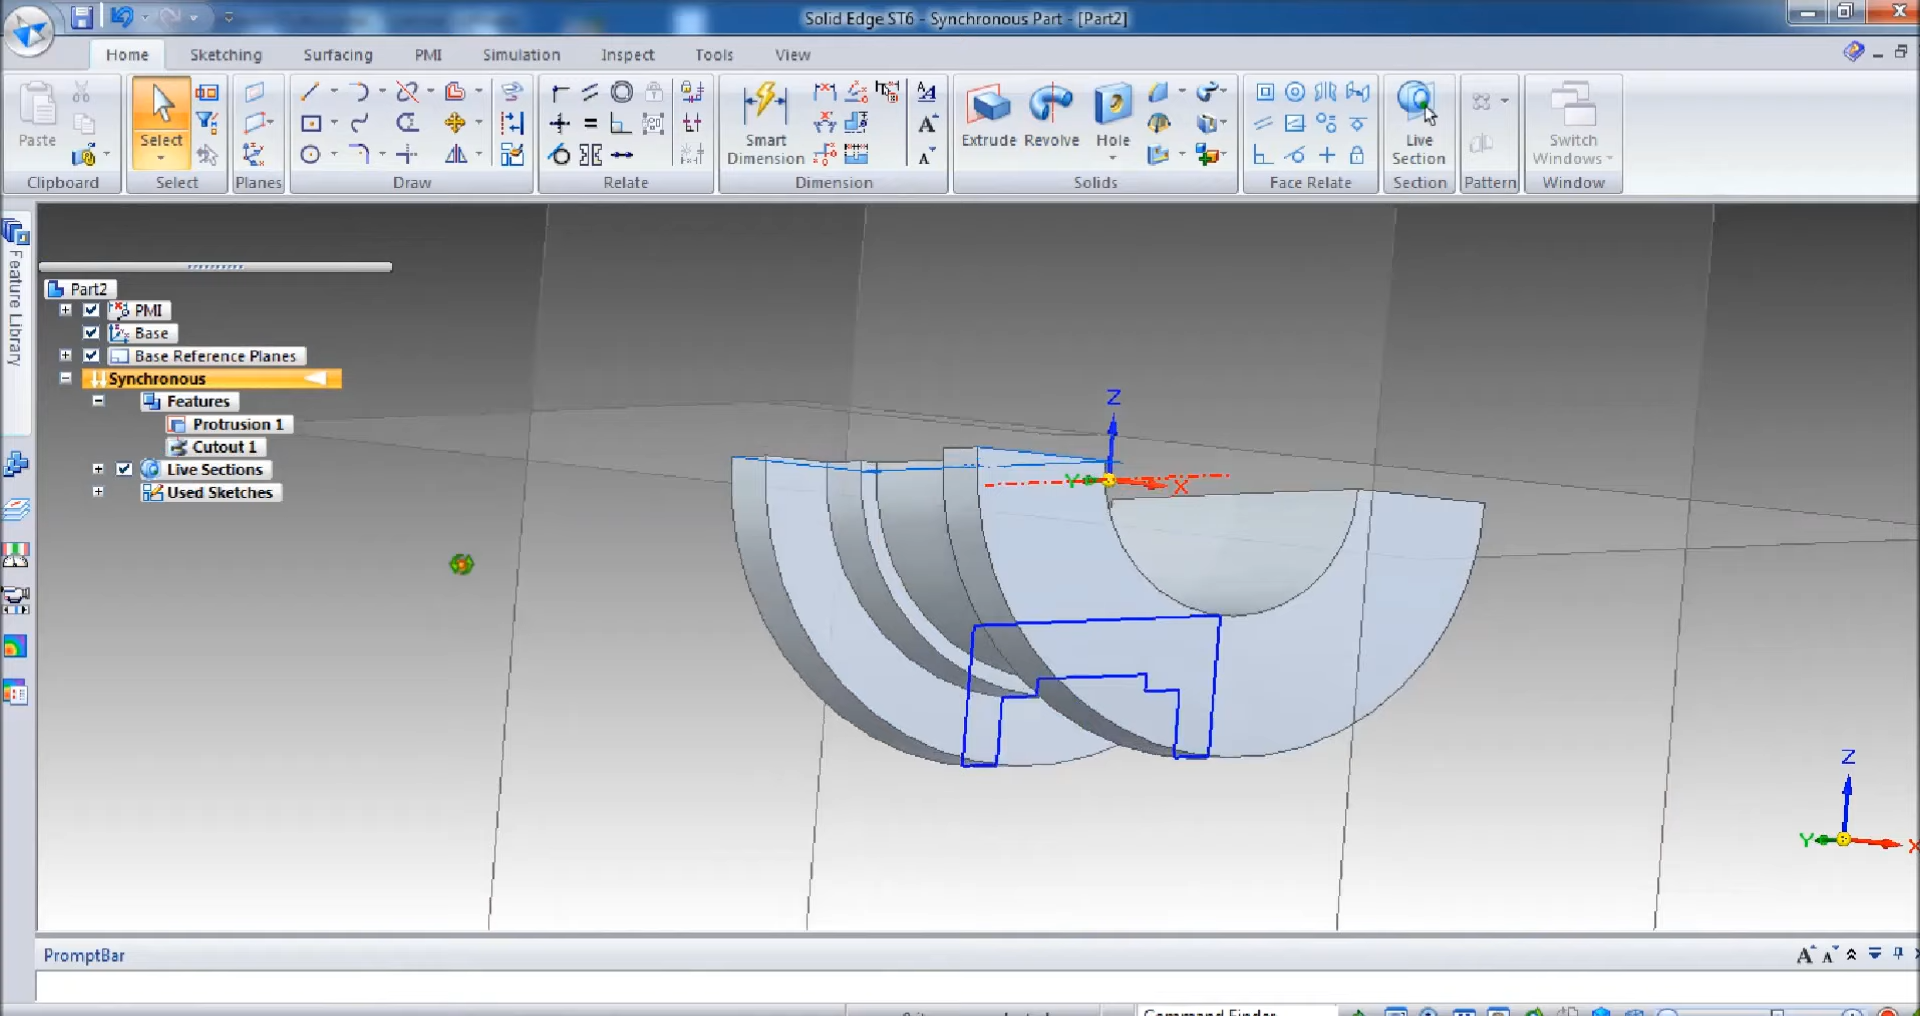 Solid Edge ST6 - Synchronous Part - [Part2]
Home Sketching Surfacing PMI Simulation Inspect Tools View
Paste
Select
Smart Dimension
Extrude Revolve Hole
Live Section
Switch Windows
Clipboard Select Planes Draw Relate Dimension Solids Face Relate Section Pattern Window
Feature Library
Part2
PMI
Base
Base Reference Planes
Synchronous
Features
Protrusion 1
Cutout 1
Live Sections
Used Sketches
Z
Y X
Z
Y X
PromptBar
Command Finder